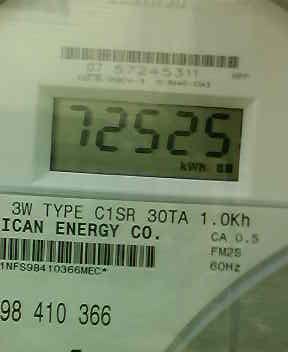 07 57245311
72525
kWh
3W TYPE C1SR 30TA 1.0Kh
ICAN ENERGY CO.
CA 0.5
FM2S
60Hz
1NFS98410366MEC*
98 410 366